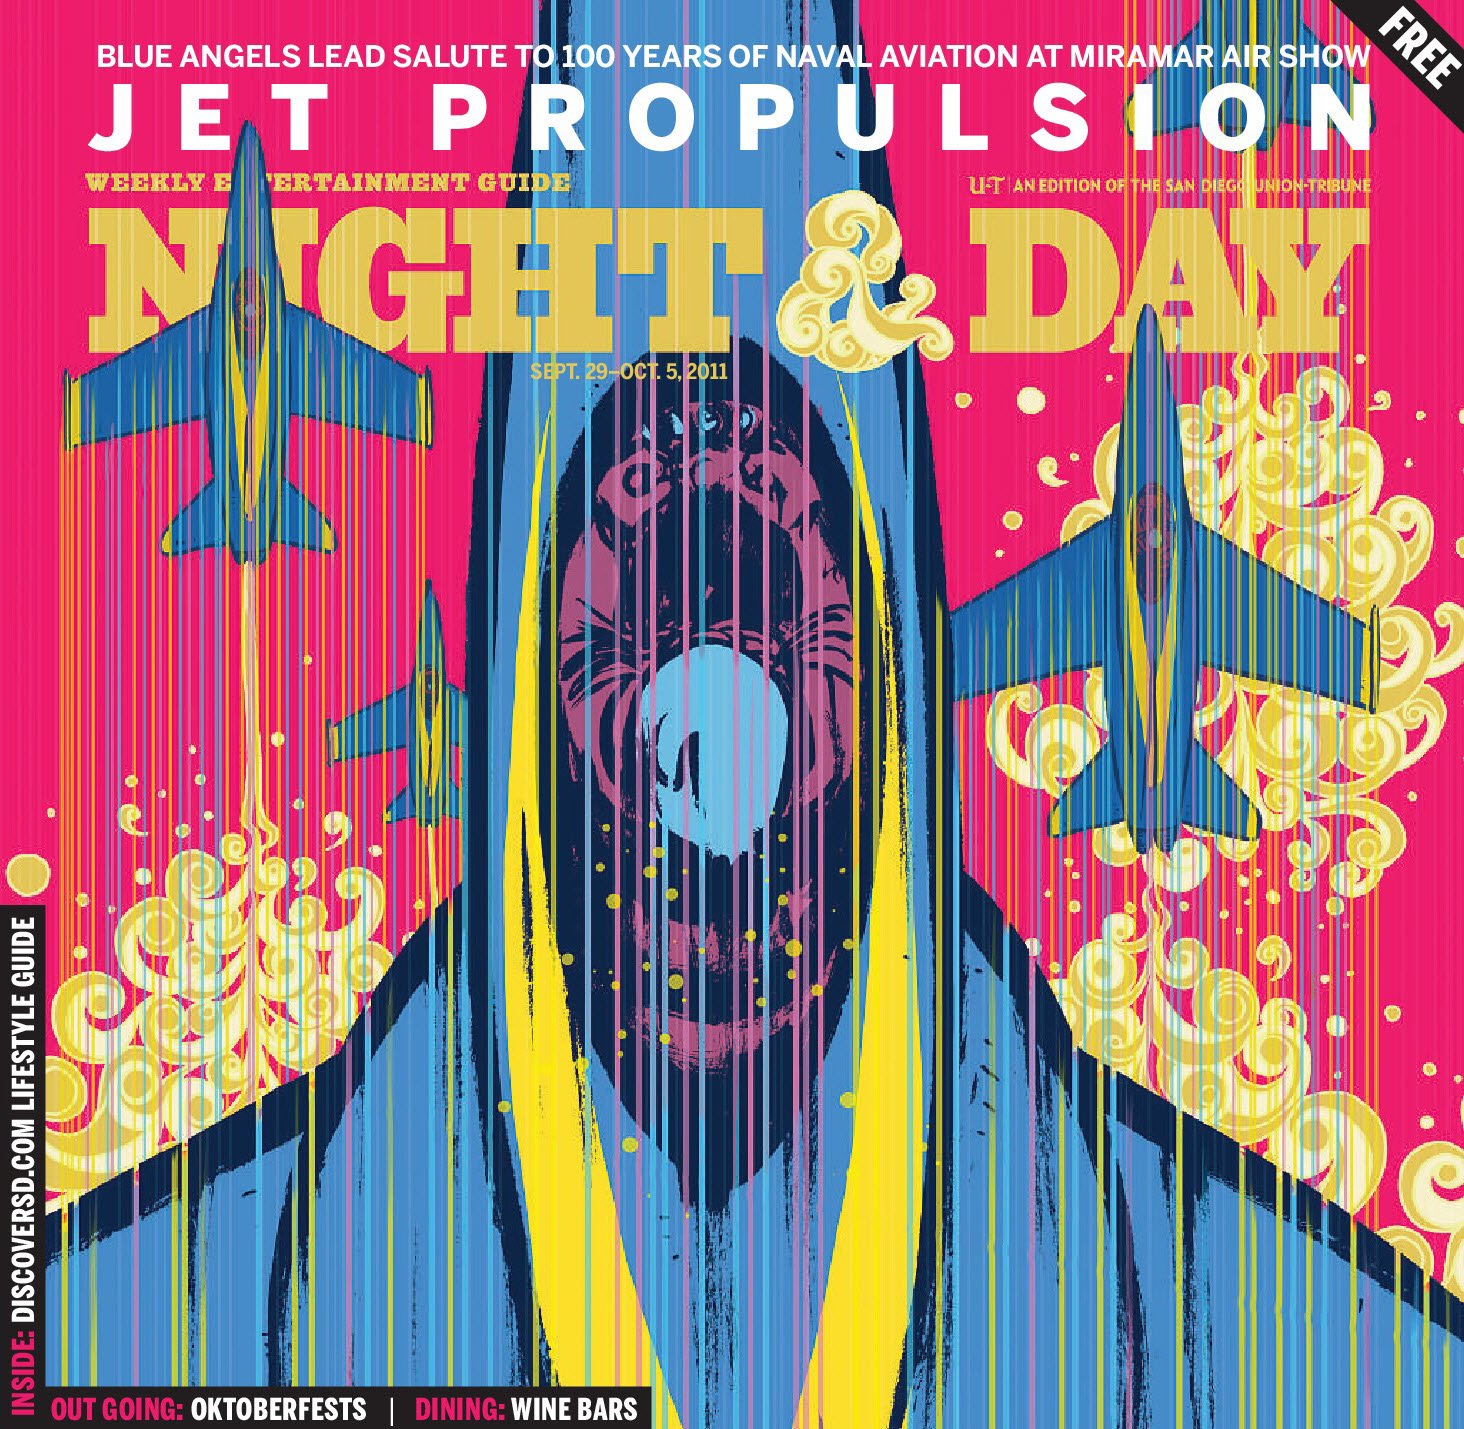 BLUE ANGELS LEAD SALUTE TO 100 YEARS OF NAVAL AVIATION AT MIRAMAR AIR SHOW
FREE
JET PROPULSION
WEEKLY ENTERTAINMENT GUIDE
U-T | AN EDITION OF THE SAN DIEGO UNION-TRIBUNE
NIGHT & DAY
SEPT. 29–OCT. 5, 2011
INSIDE: DISCOVERSD.COM LIFESTYLE GUIDE
OUT GOING: OKTOBERFESTS | DINING: WINE BARS